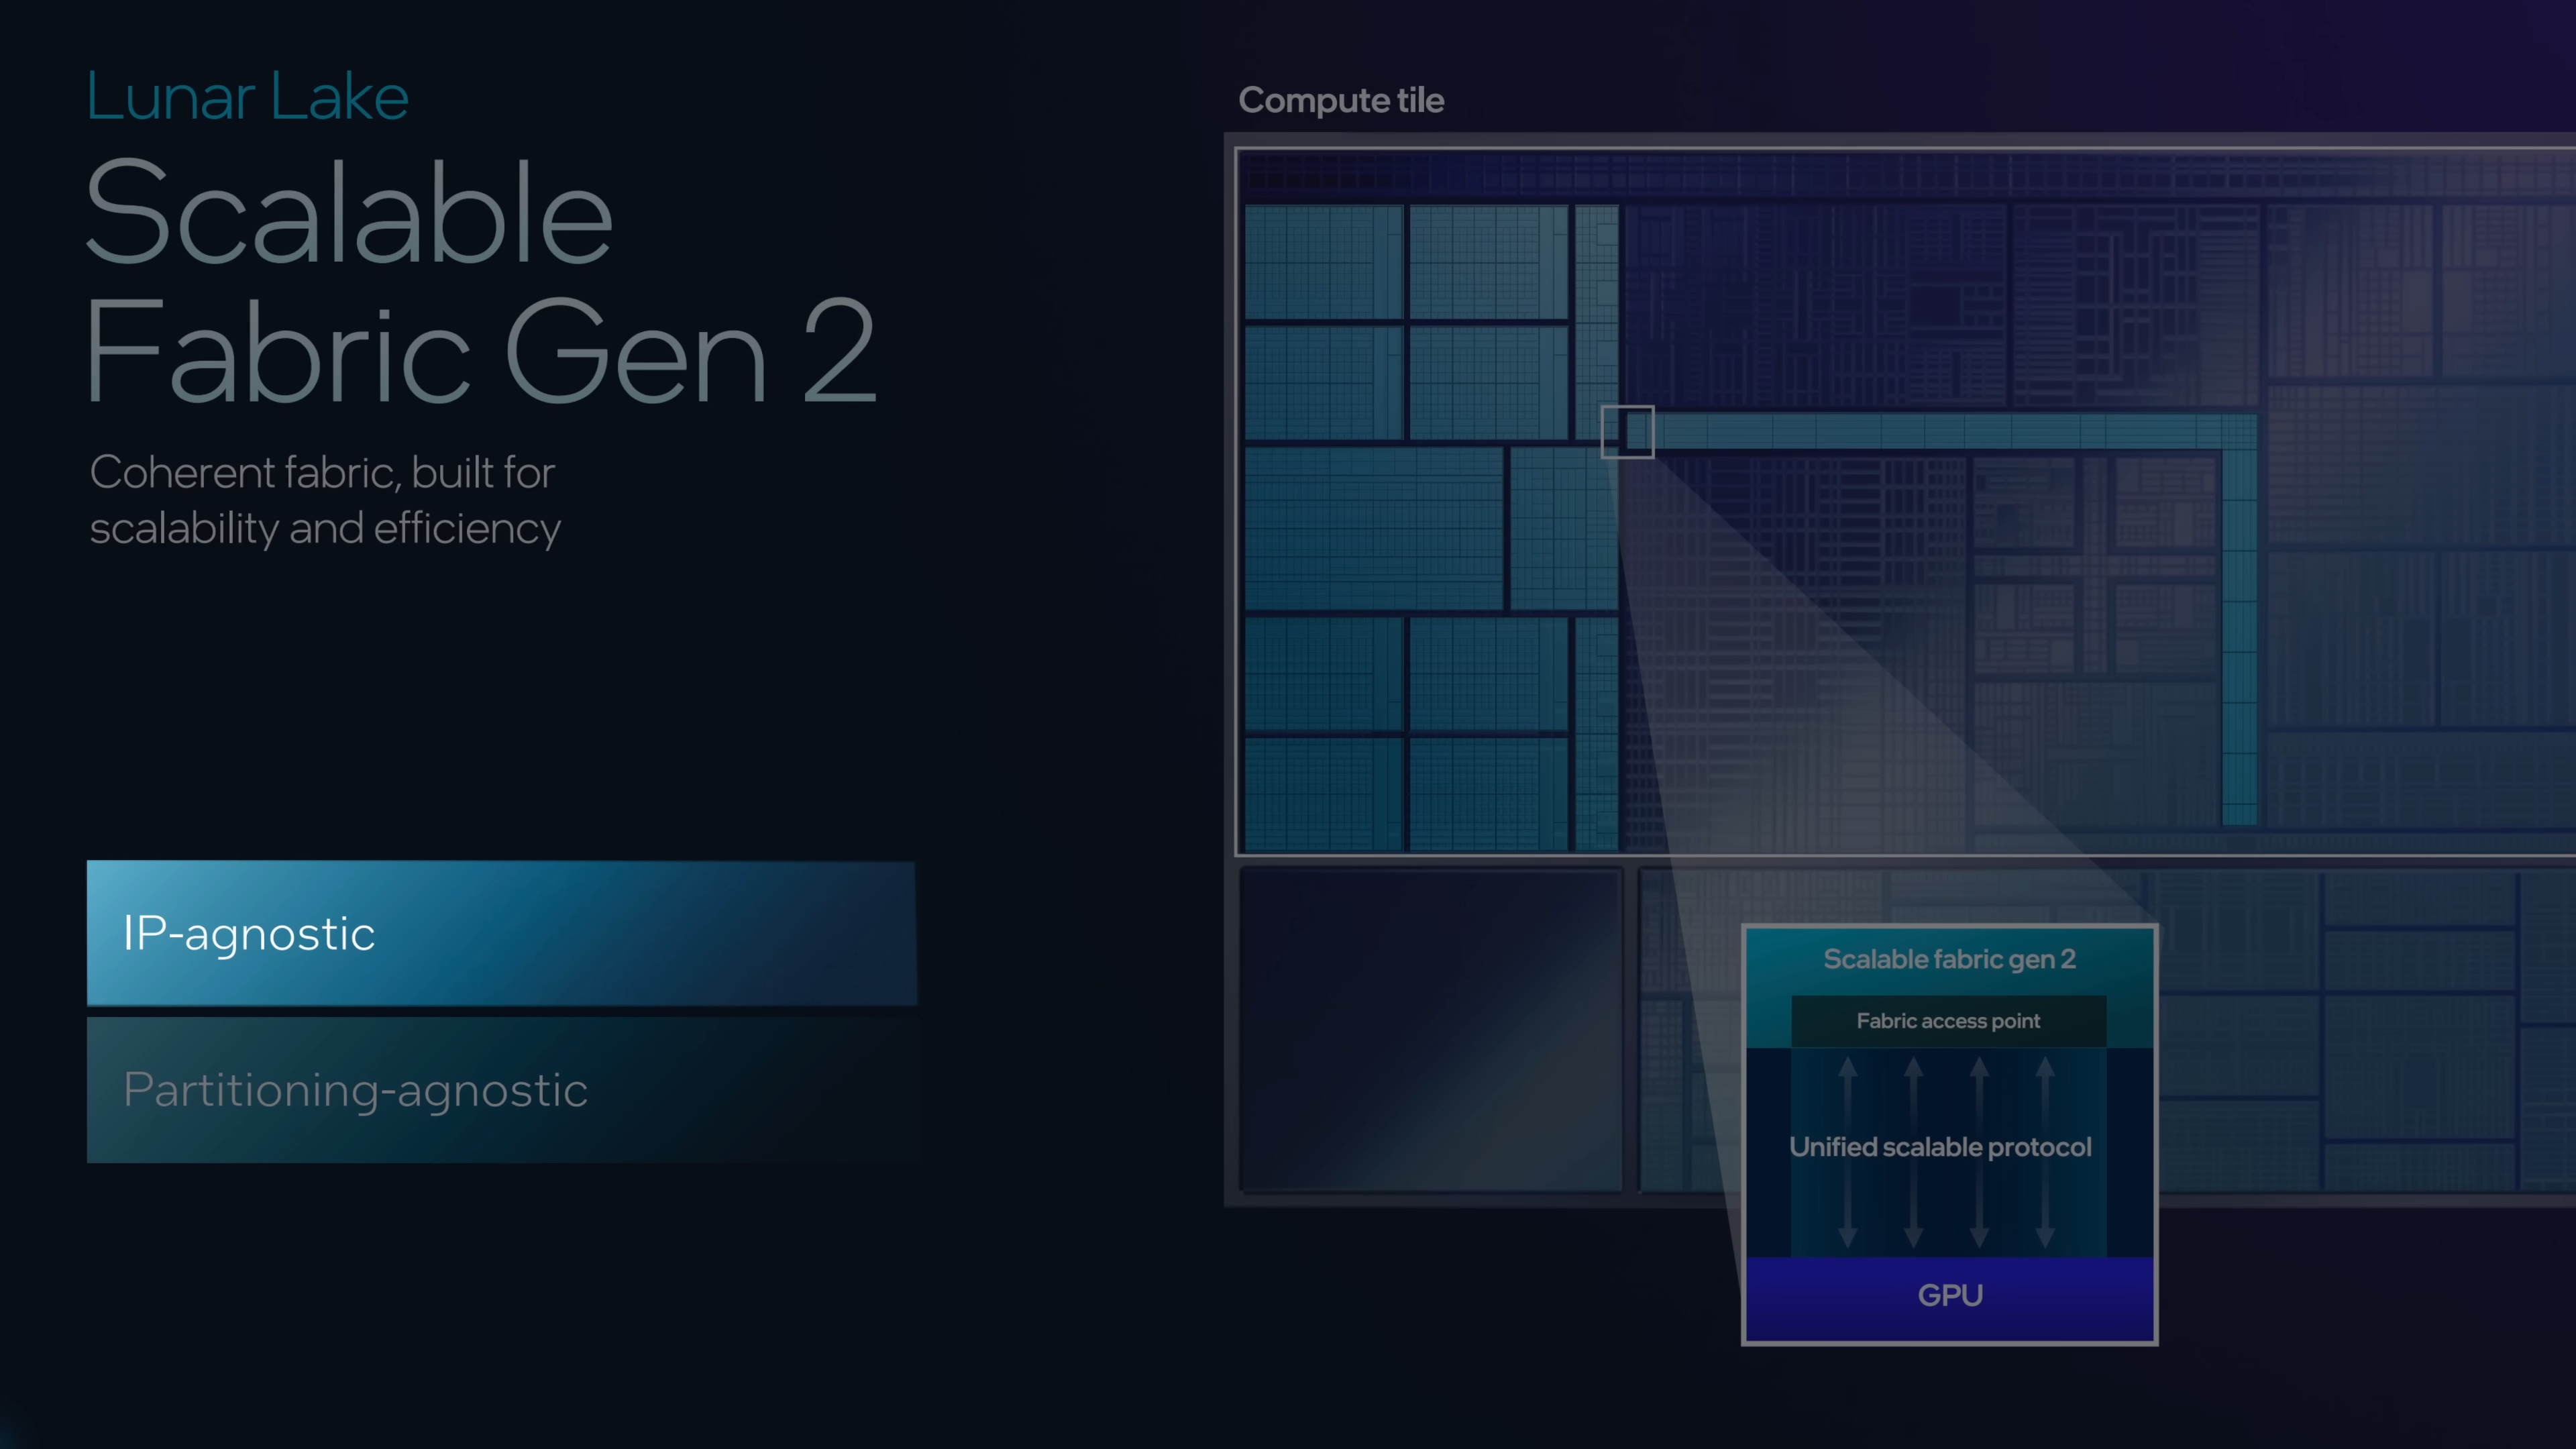 Lunar Lake
Scalable
Fabric Gen 2
Coherent fabric, built for
scalability and efficiency
IP-agnostic
Partitioning-agnostic
Compute tile
Scalable fabric gen 2
Fabric access point
Unified scalable protocol
GPU